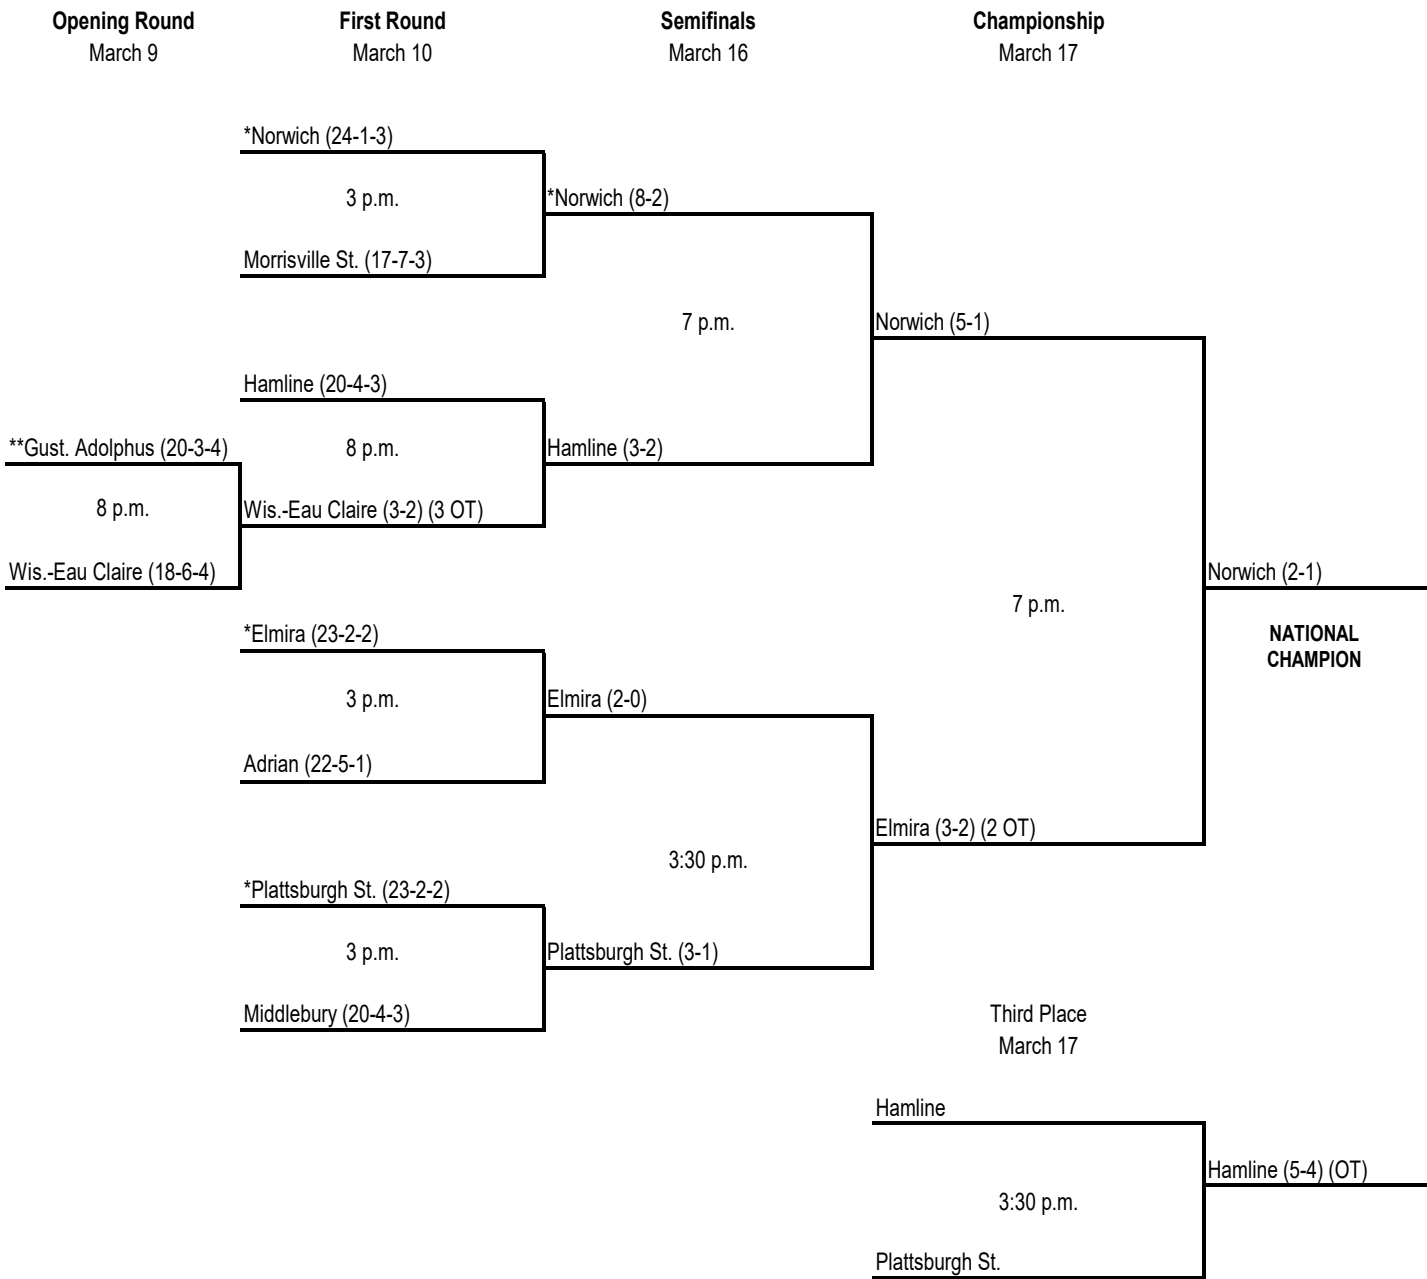 Opening Round
March 9
First Round
March 10
Semifinals
March 16
Championship
March 17
*Norwich (24-1-3)
3 p.m.
*Norwich (8-2)
Morrisville St. (17-7-3)
7 p.m.
Norwich (5-1)
Hamline (20-4-3)
**Gust. Adolphus (20-3-4)
8 p.m.
Hamline (3-2)
8 p.m.
Wis.-Eau Claire (3-2) (3 OT)
Wis.-Eau Claire (18-6-4)
Norwich (2-1)
7 p.m.
*Elmira (23-2-2)
NATIONAL
CHAMPION
3 p.m.
Elmira (2-0)
Adrian (22-5-1)
Elmira (3-2) (2 OT)
3:30 p.m.
*Plattsburgh St. (23-2-2)
3 p.m.
Plattsburgh St. (3-1)
Middlebury (20-4-3)
Third Place
March 17
Hamline
Hamline (5-4) (OT)
3:30 p.m.
Plattsburgh St.